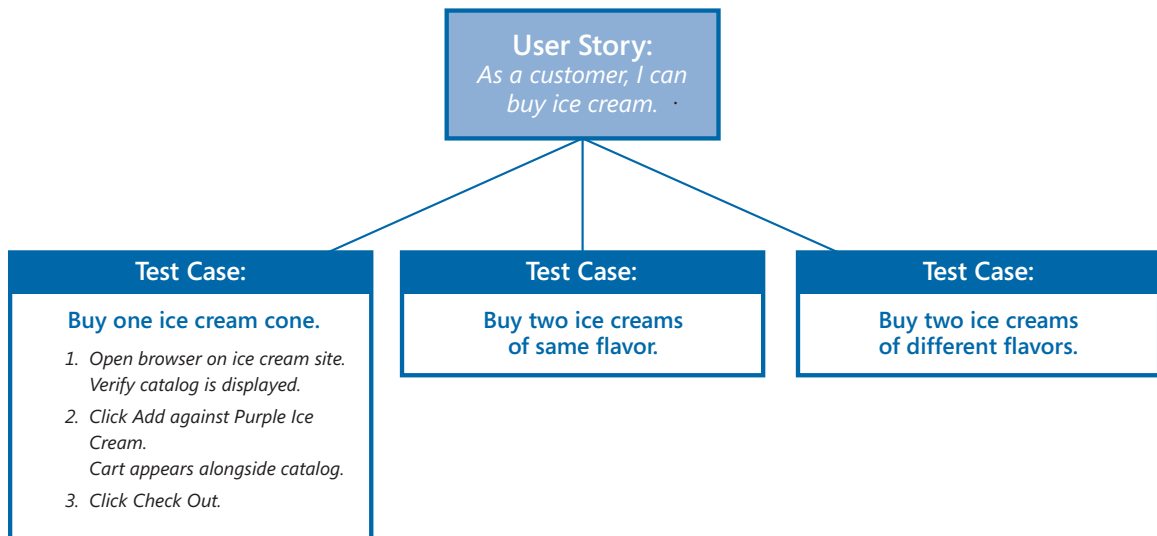 User Story:
As a customer, I can
buy ice cream.
Test Case:
Buy one ice cream cone.
1. Open browser on ice cream site.
Verify catalog is displayed.
2. Click Add against Purple Ice
Cream.
Cart appears alongside catalog.
3. Click Check Out.
Test Case:
Buy two ice creams
of same flavor.
Test Case:
Buy two ice creams
of different flavors.